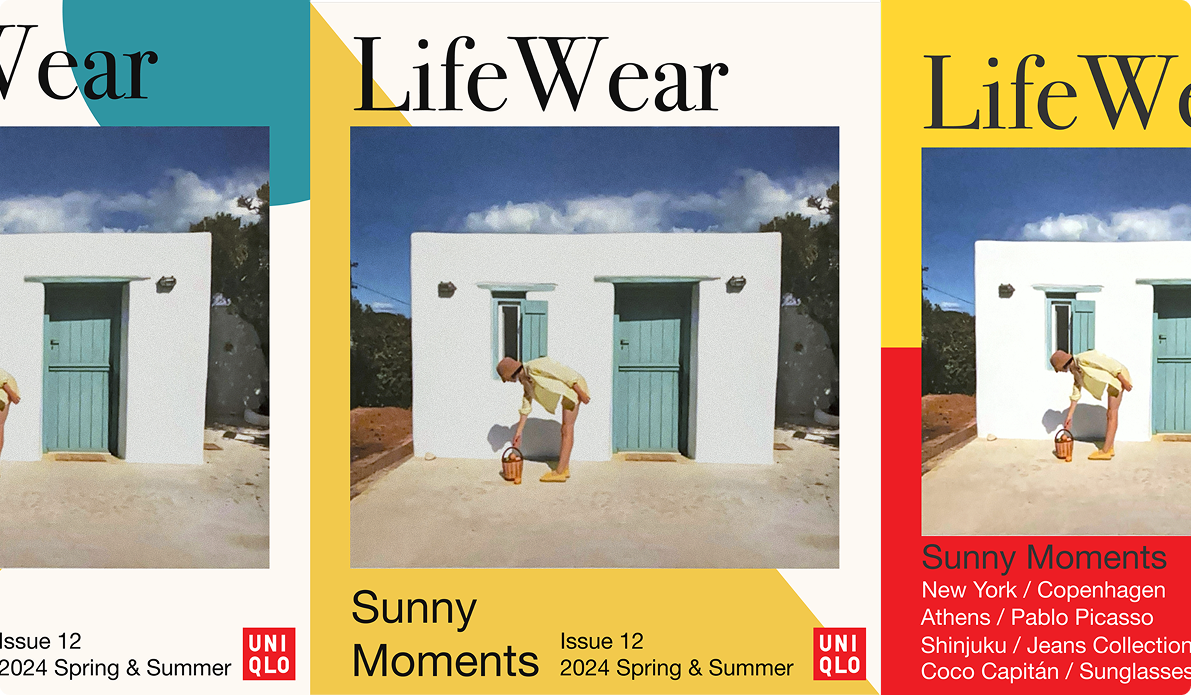 Wear
Issue 12
2024 Spring & Summer
UNI
QLO
LifeWear
Sunny
Moments
Issue 12
2024 Spring & Summer
UNI
QLO
LifeWe
Sunny Moments
New York / Copenhagen
Athens / Pablo Picasso
Shinjuku / Jeans Collection
Coco Capitán / Sunglasses